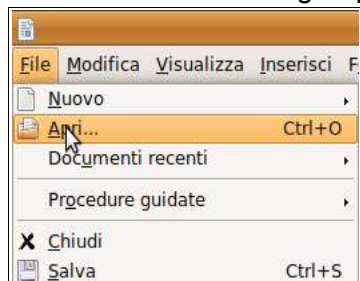 File Modifica Visualizza Inserisci F
Nuovo
Apri... Ctrl+O
Documenti recenti
Procedure guidate
Chiudi
Salva Ctrl+S